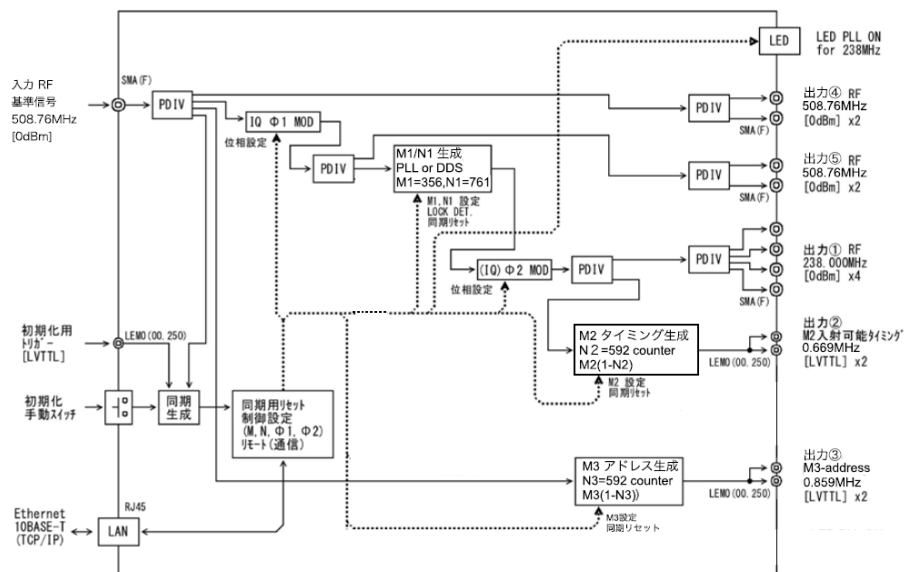 LED
LED PLL ON
for 238MHz
入力 RF
基準信号
508.76MHz
[0dBm]
SMA(F)
PDIV
IQ Φ1 MOD
位相設定
PDIV
M1/N1 生成
PLL or DDS
M1=356,N1=761
M1,N1 設定
LOCK DET.
同期リセット
PDIV
SMA(F)
出力④ RF
508.76MHz
[0dBm] x2
PDIV
SMA(F)
出力⑤ RF
508.76MHz
[0dBm] x2
(IQ)Φ2 MOD
位相設定
PDIV
PDIV
SMA(F)
出力① RF
238.000MHz
[0dBm] x4
初期化用
トリガー
[LVTTL]
LEMO(00.250)
M2 タイミング生成
N２=592 counter
M2(1-N2)
M2 設定
同期リセット
LEMO(00.250)
出力②
M2入射可能タイミング
0.669MHz
[LVTTL] x2
初期化
手動スイッチ
同期
生成
同期用リセット
制御設定
(M,N,Φ1,Φ2)
リモート(通信)
M3 アドレス生成
N3=592 counter
M3(1-N3))
M3設定
同期リセット
LEMO(00.250)
出力③
M3-address
0.859MHz
[LVTTL] x2
Ethernet
10BASE-T
(TCP/IP)
RJ45
LAN